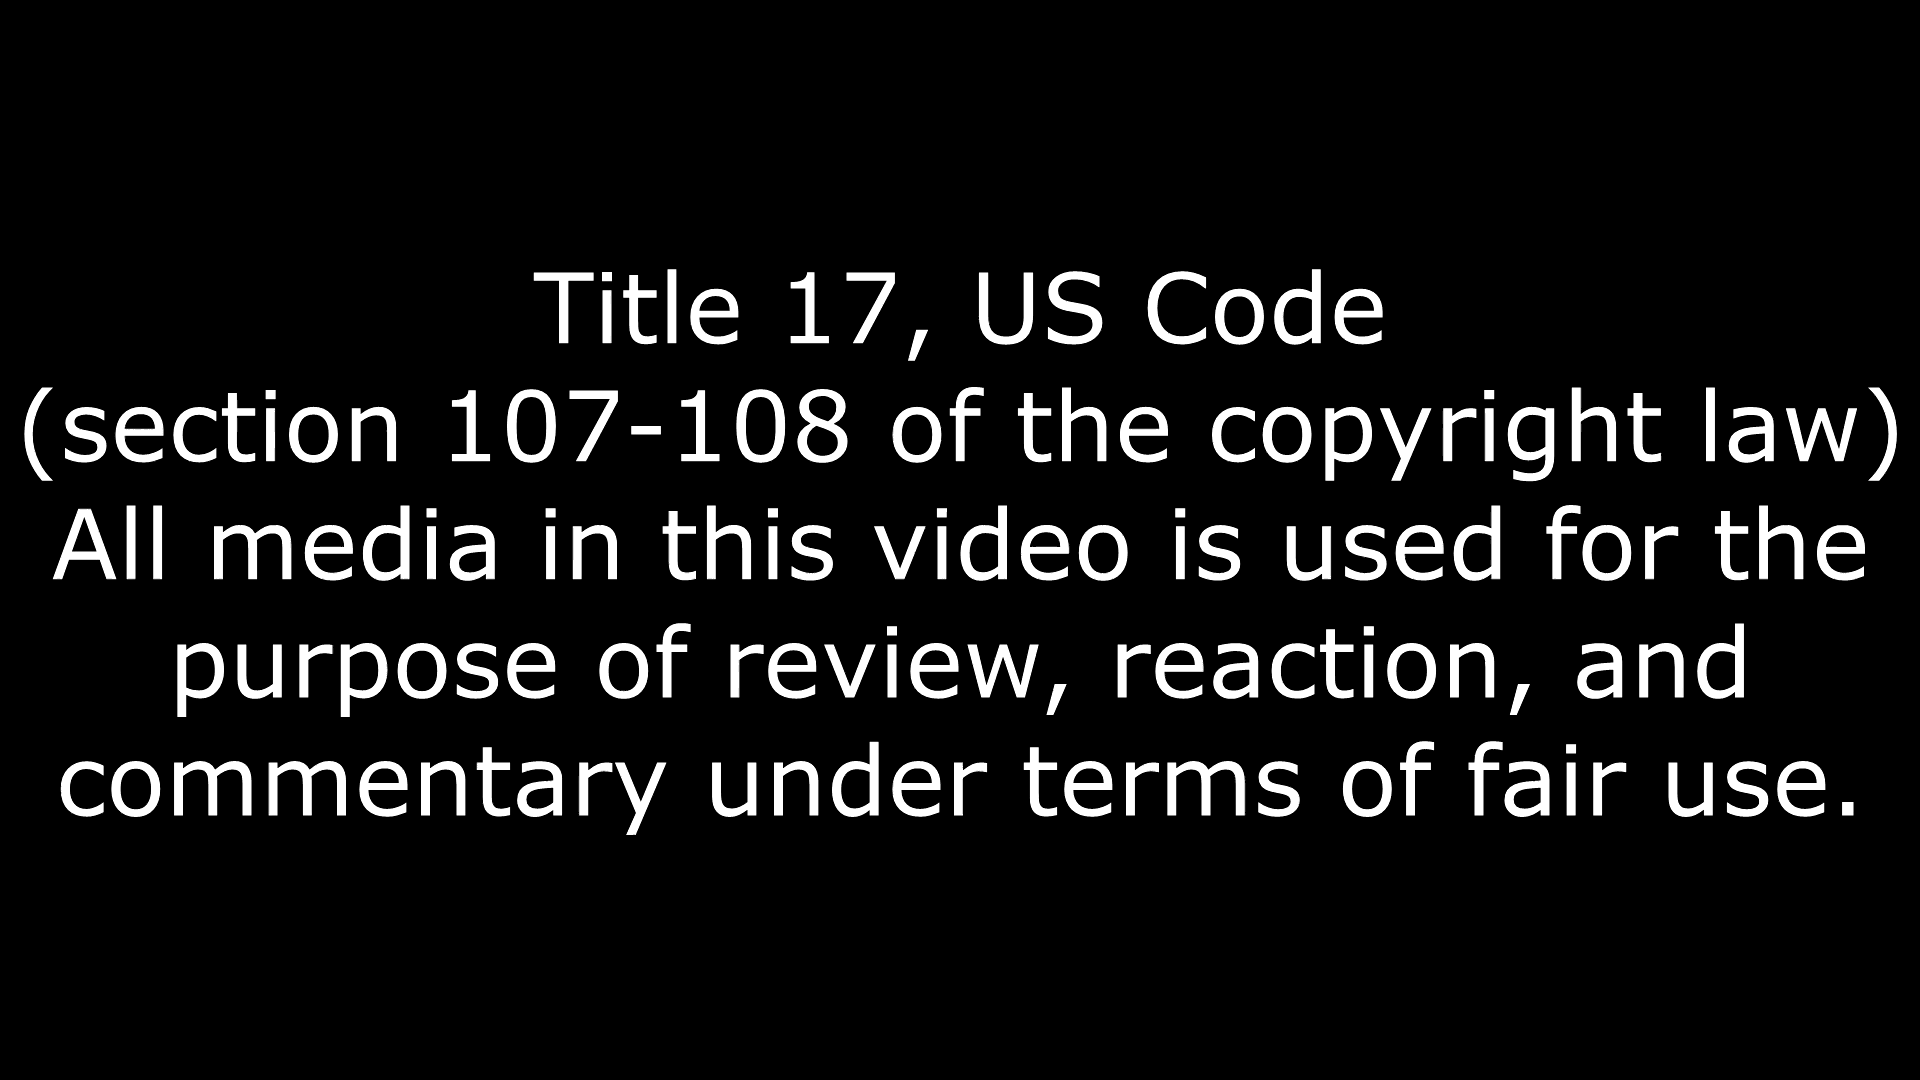 Title 17, US Code
(section 107-108 of the copyright law)
All media in this video is used for the
purpose of review, reaction, and
commentary under terms of fair use.